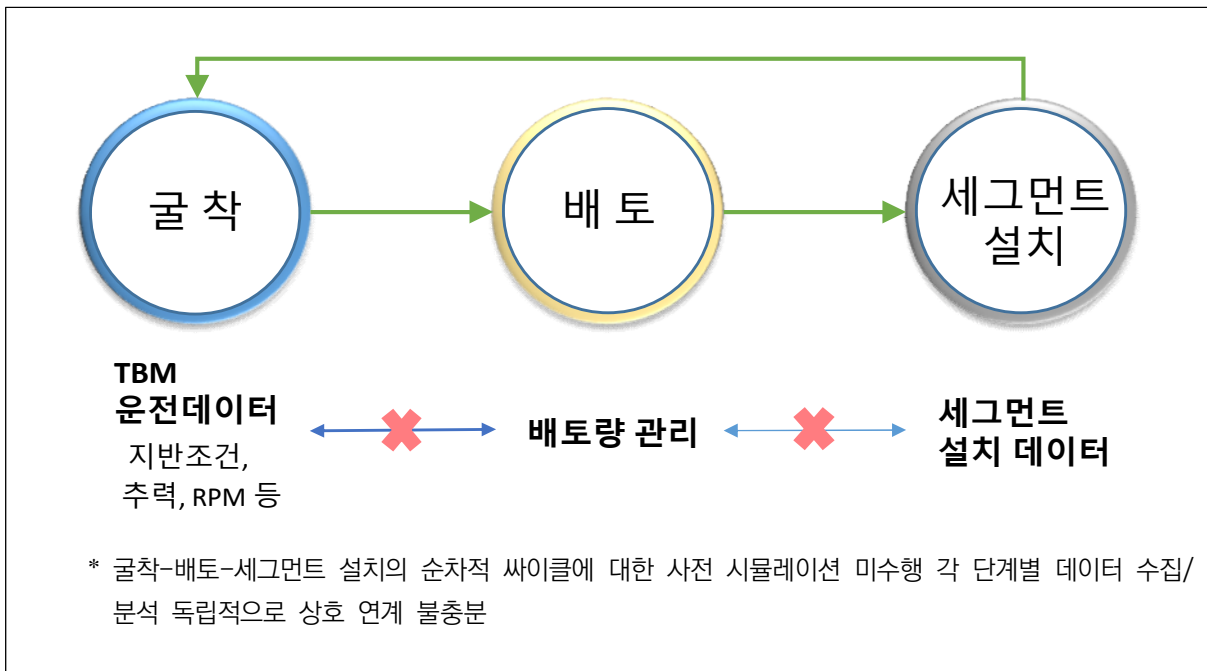 굴 착
배 토
세그먼트
설치
TBM
운전데이터
지반조건,
추력, RPM 등
배토량 관리
세그먼트
설치 데이터
* 굴착-배토-세그먼트 설치의 순차적 싸이클에 대한 사전 시뮬레이션 미수행 각 단계별 데이터 수집/
분석 독립적으로 상호 연계 불충분